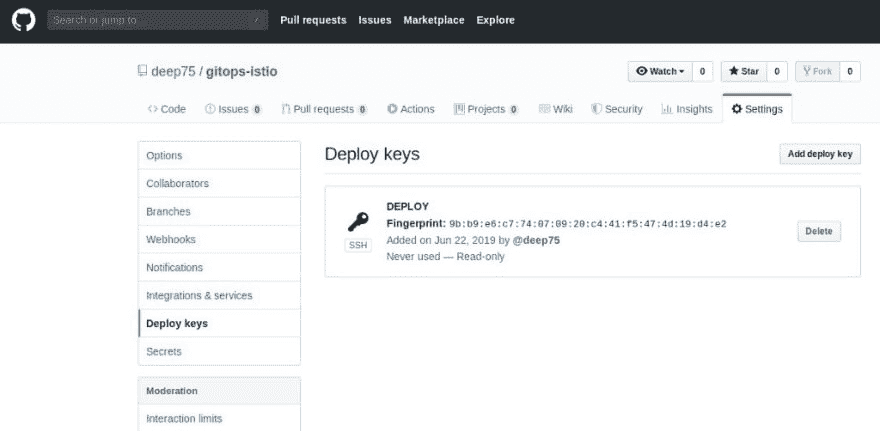 Search or jump to... /
Pull requests Issues Marketplace Explore
deep75 / gitops-istio
Watch 0 Star 0 Fork 0
Code Issues 0 Pull requests 0 Actions Projects 0 Wiki Security Insights Settings
Options
Collaborators
Branches
Webhooks
Notifications
Integrations & services
Deploy keys
Secrets
Moderation
Interaction limits
Deploy keys
Add deploy key
DEPLOY
Fingerprint: 9b:b9:e6:c7:74:07:09:20:c4:41:f5:47:4d:19:d4:e2
SSH
Added on Jun 22, 2019 by @deep75
Never used — Read-only
Delete